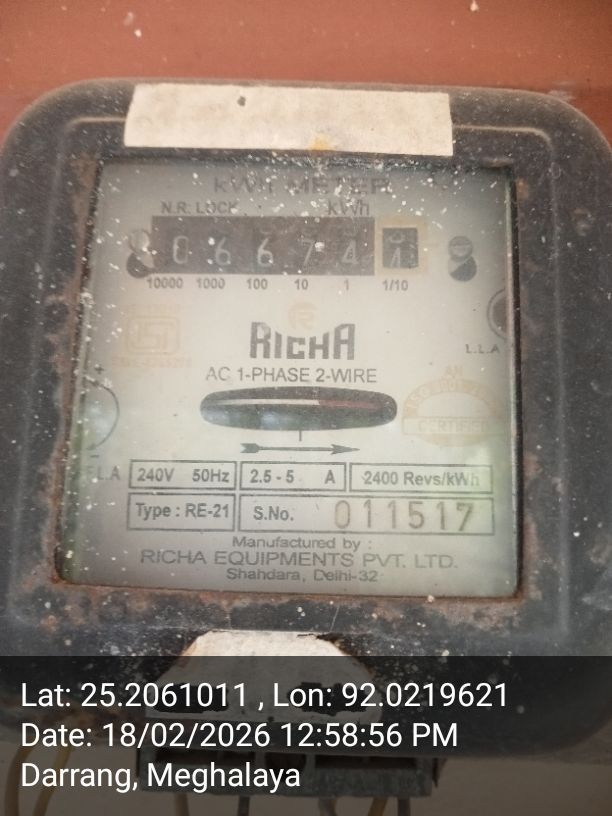 kWh METER
N.R. LOCK kWh
0 6 6 7 4
10000 1000 100 10 1 1/10
RICHA
L.L.A
AC 1-PHASE 2-WIRE
CERTIFIED
F.L.A
240V 50Hz 2.5 - 5 A 2400 Revs/kWh
Type : RE-21 S.No. 011517
Manufactured by :
RICHA EQUIPMENTS PVT. LTD.
Shahdara, Delhi-32
Lat: 25.2061011 , Lon: 92.0219621
Date: 18/02/2026 12:58:56 PM
Darrang, Meghalaya